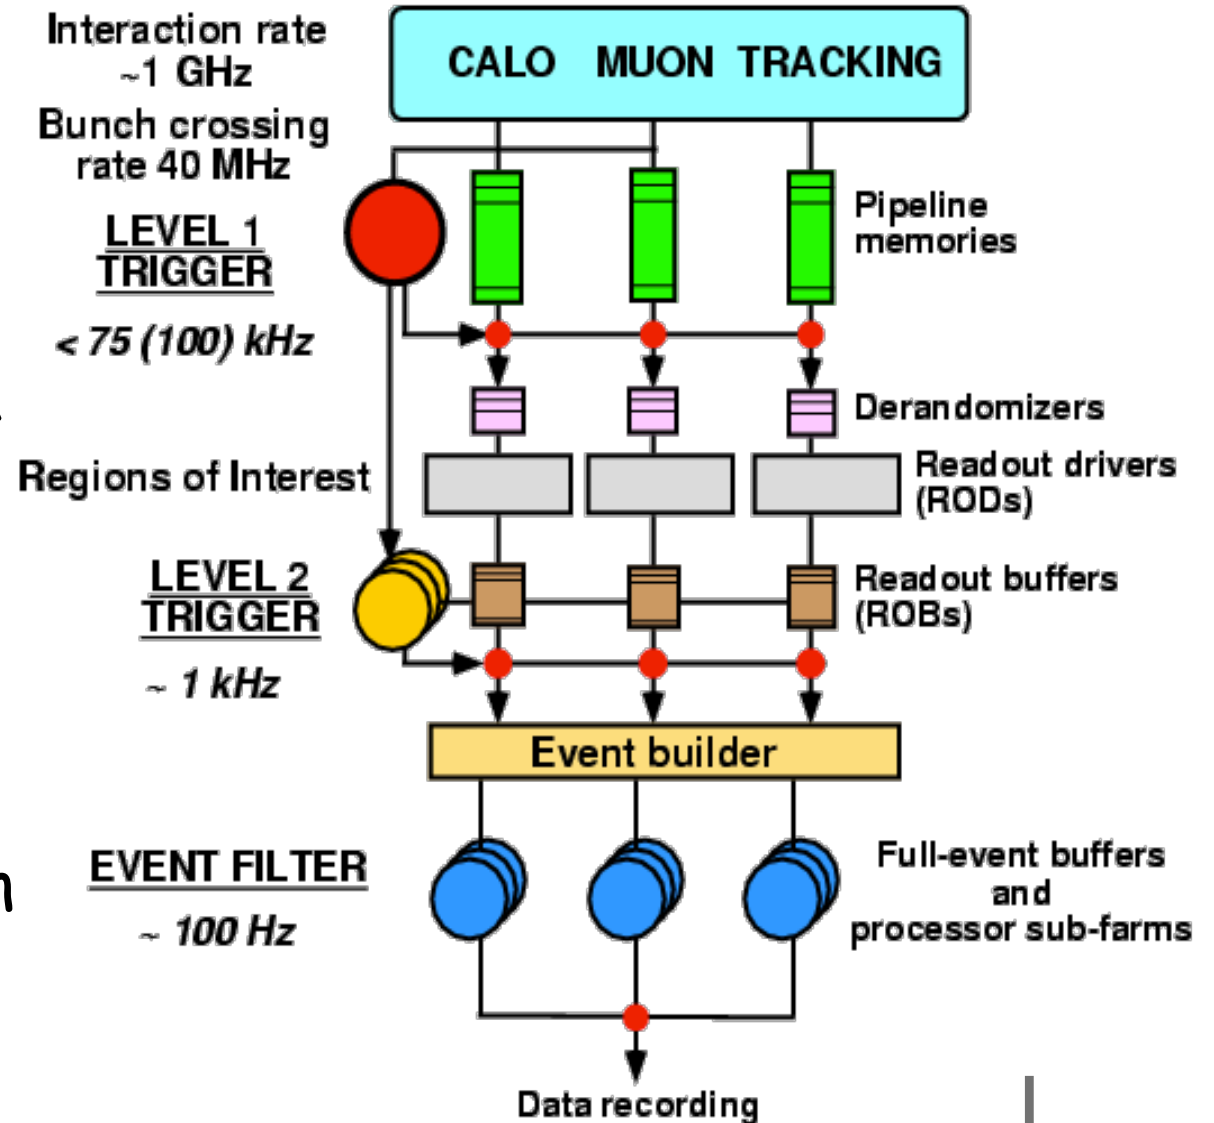 Interaction rate
~1 GHz
CALO MUON TRACKING
Bunch crossing
rate 40 MHz
LEVEL 1
TRIGGER
< 75 (100) kHz
Pipeline
memories
Derandomizers
Regions of Interest
Readout drivers
(RODs)
LEVEL 2
TRIGGER
~ 1 kHz
Readout buffers
(ROBs)
Event builder
EVENT FILTER
~ 100 Hz
Full-event buffers
and
processor sub-farms
Data recording